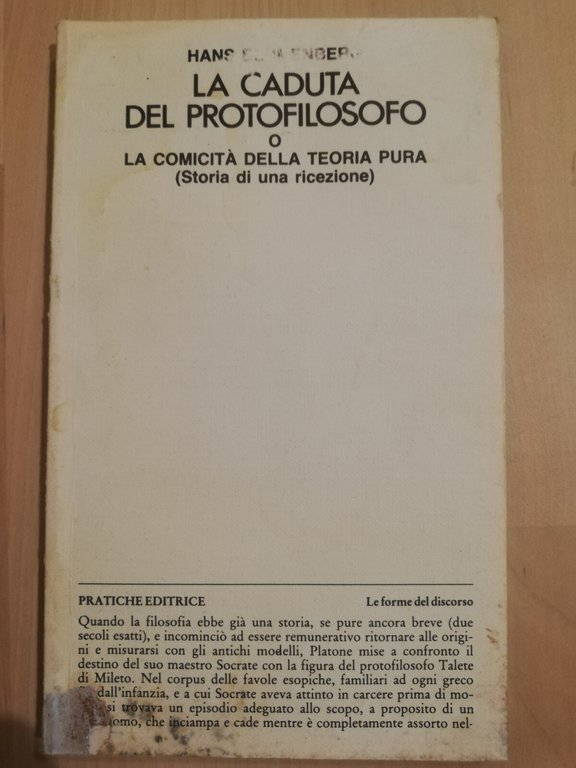 HANS
LA CADUTA
DEL PROTOFILOSOFO
O
LA COMICITÀ DELLA TEORIA PURA
(Storia di una ricezione)
PRATICHE EDITRICE Le forme del discorso
Quando la filosofia ebbe già una storia, se pure ancora breve (due
secoli esatti), e incominciò ad essere remunerativo ritornare alle origi-
ni e misurarsi con gli antichi modelli, Platone mise a confronto il
destino del suo maestro Socrate con la figura del protofilosofo Talete
di Mileto. Nel corpus delle favole esopiche, familiari ad ogni greco
dall'infanzia, e a cui Socrate aveva attinto in carcere prima di mo-
si trovava un episodio adeguato allo scopo, a proposito di un
che inciampa e cade mentre è completamente assorto nel-